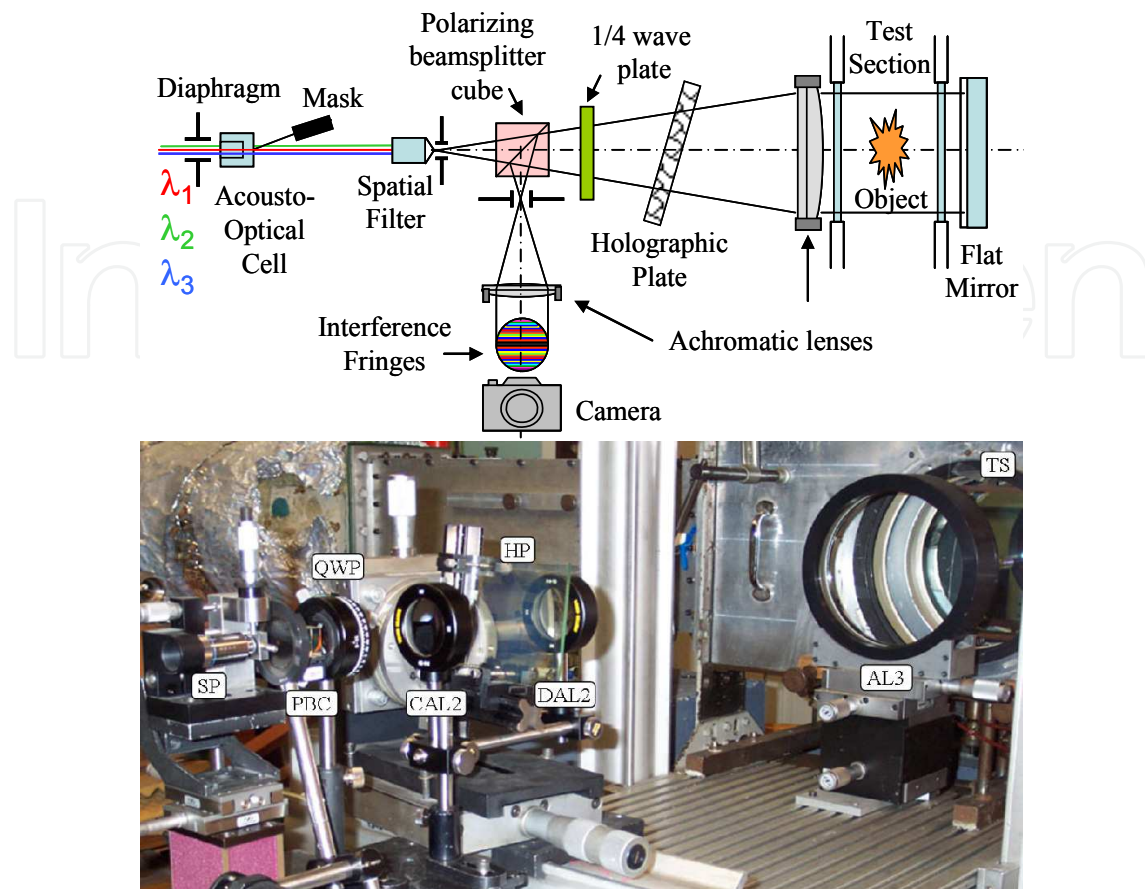 Diaphragm
Mask
Polarizing
beamsplitter
cube
1/4 wave
plate
Test
Section
λ1
λ2
λ3
Acousto-
Optical
Cell
Spatial
Filter
Holographic
Plate
Object
Flat
Mirror
Interference
Fringes
Achromatic lenses
Camera
TS
HP
QWP
SP
PBC
CAL2
DAL2
AL3